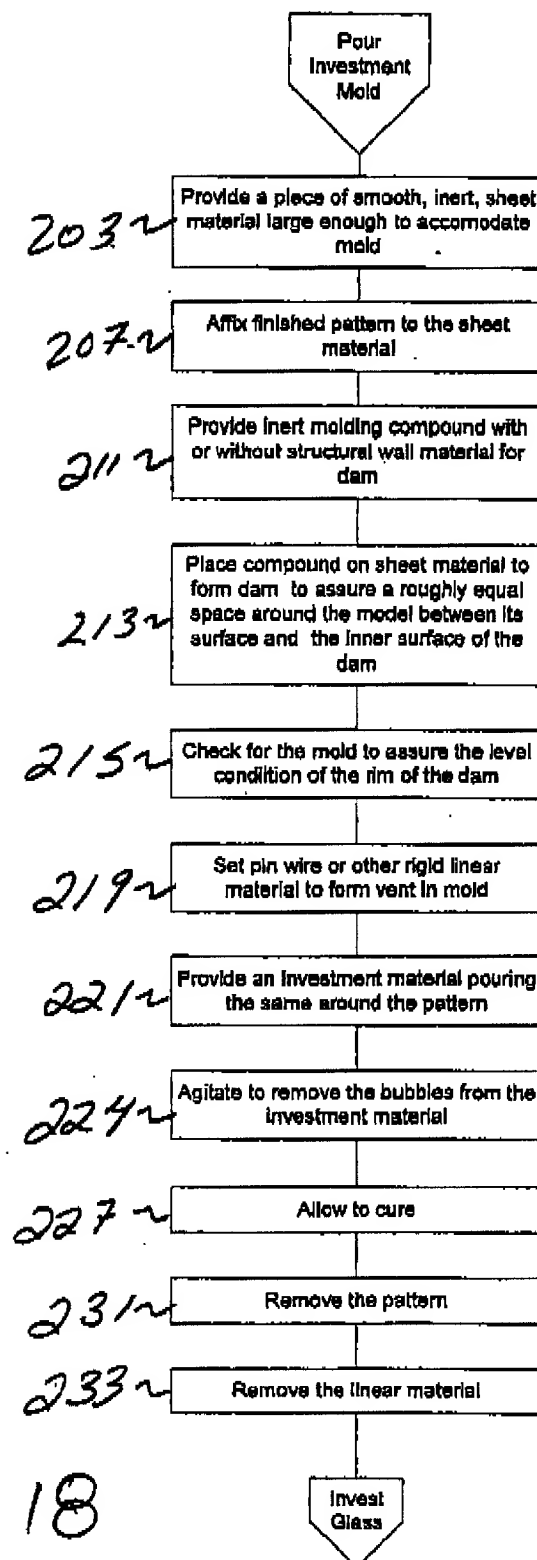 Pour
Investment
Mold
203
Provide a piece of smooth, inert, sheet
material large enough to accomodate
mold
207
Affix finished pattern to the sheet
material
211
Provide inert molding compound with
or without structural wall material for
dam
213
Place compound on sheet material to
form dam to assure a roughly equal
space around the model between its
surface and the inner surface of the
dam
215
Check for the mold to assure the level
condition of the rim of the dam
219
Set pin wire or other rigid linear
material to form vent in mold
221
Provide an investment material pouring
the same around the pattern
224
Agitate to remove the bubbles from the
investment material
227
Allow to cure
231
Remove the pattern
233
Remove the linear material
18
Invest
Glass